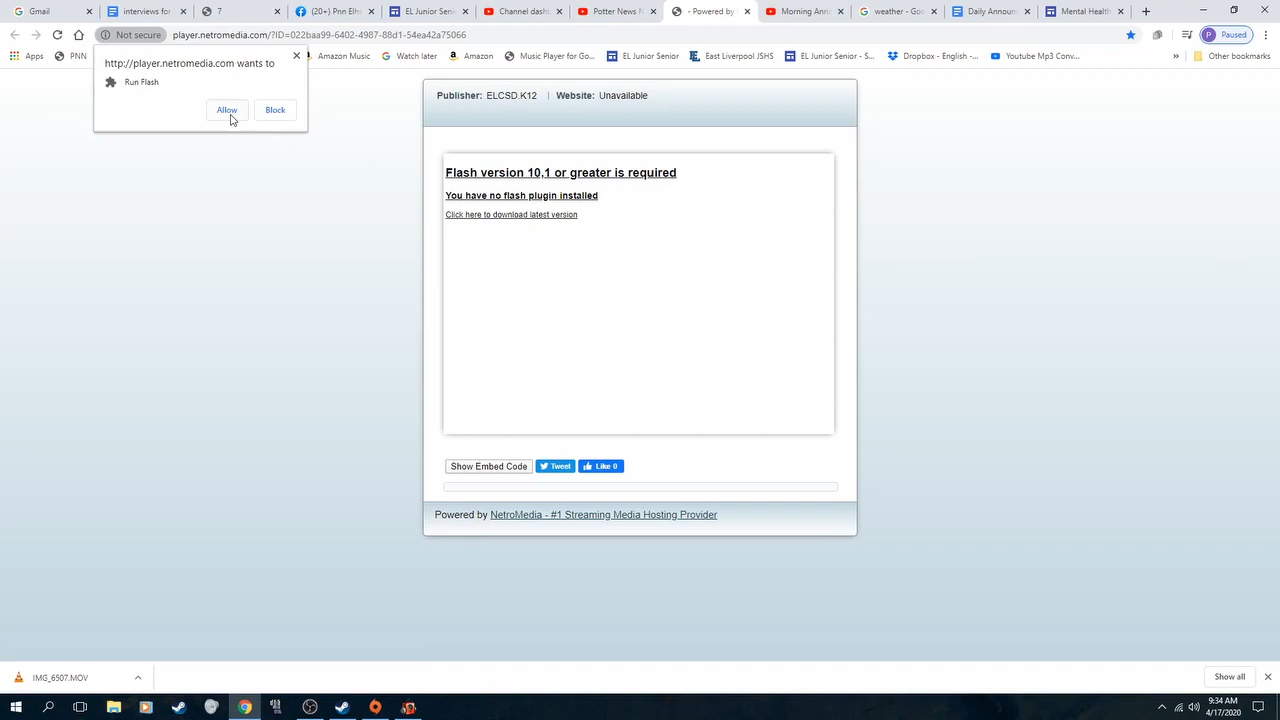 Gmail
interviews for
7
(20+) Pnn Eth
EL Junior Seni
Channel dash
Potter News N
- Powered by
Morning Ann
weather - Goo
Daily Announ
Mental Health
Not secure
player.netromedia.com/?ID=022baa99-6402-4987-88d1-54ea42a75066
P Paused
Apps
PNN
Amazon Music
Watch later
Amazon
Music Player for Go...
EL Junior Senior
East Liverpool JSHS
EL Junior Senior - S...
Dropbox - English -...
Youtube Mp3 Conv...
»
Other bookmarks
http://player.netromedia.com wants to
Run Flash
Allow
Block
Publisher: ELCSD.K12 | Website: Unavailable
Flash version 10,1 or greater is required
You have no flash plugin installed
Click here to download latest version
Show Embed Code
Tweet
Like 0
Powered by NetroMedia - #1 Streaming Media Hosting Provider
IMG_6507.MOV
Show all
9:34 AM
4/17/2020